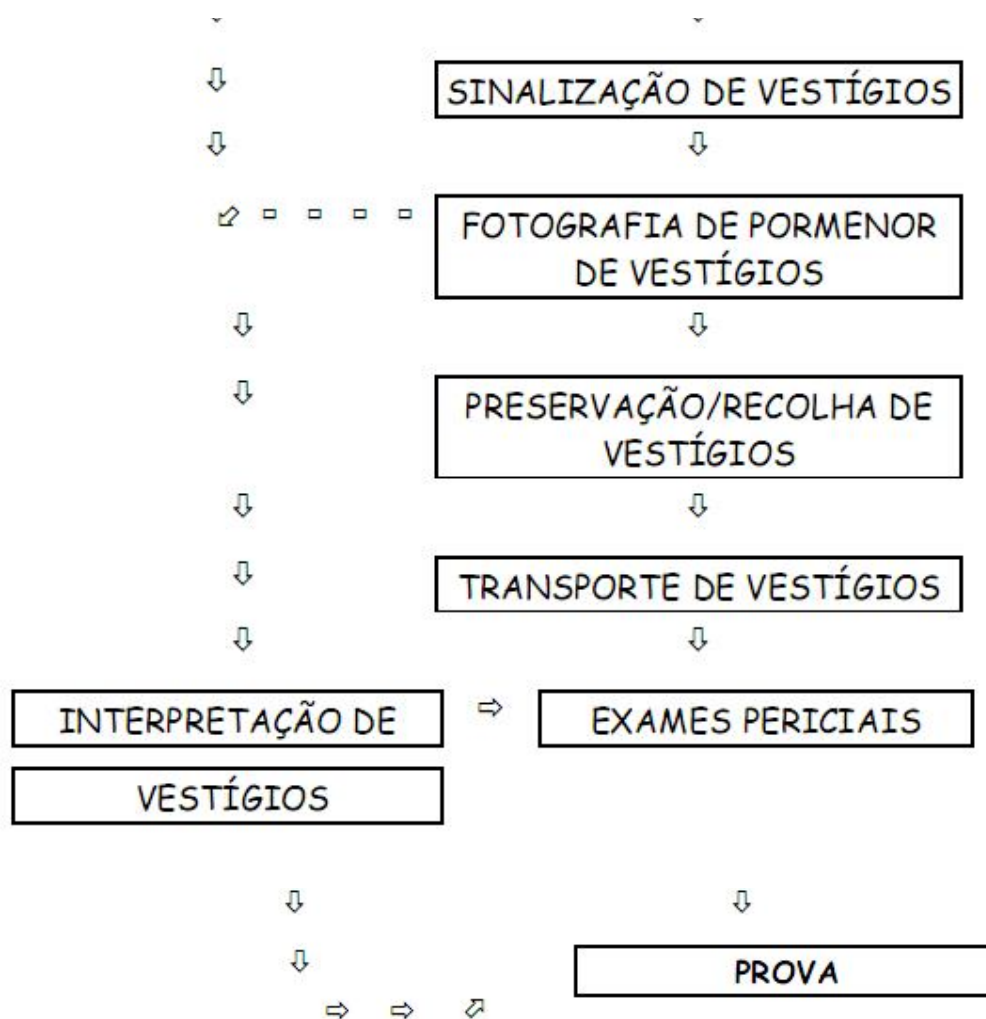 SINALIZAÇÃO DE VESTÍGIOS
FOTOGRAFIA DE PORMENOR
DE VESTÍGIOS
PRESERVAÇÃO/RECOLHA DE
VESTÍGIOS
TRANSPORTE DE VESTÍGIOS
INTERPRETAÇÃO DE
EXAMES PERICIAIS
VESTÍGIOS
PROVA